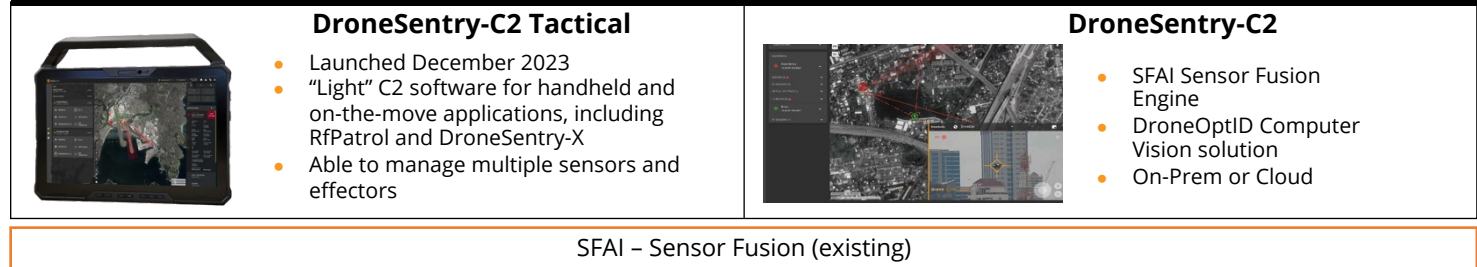 DroneSentry-C2 Tactical
● Launched December 2023
● “Light” C2 software for handheld and
on-the-move applications, including
RfPatrol and DroneSentry-X
● Able to manage multiple sensors and
effectors
DroneSentry-C2
● SFAI Sensor Fusion
Engine
● DroneOptID Computer
Vision solution
● On-Prem or Cloud
SFAI – Sensor Fusion (existing)